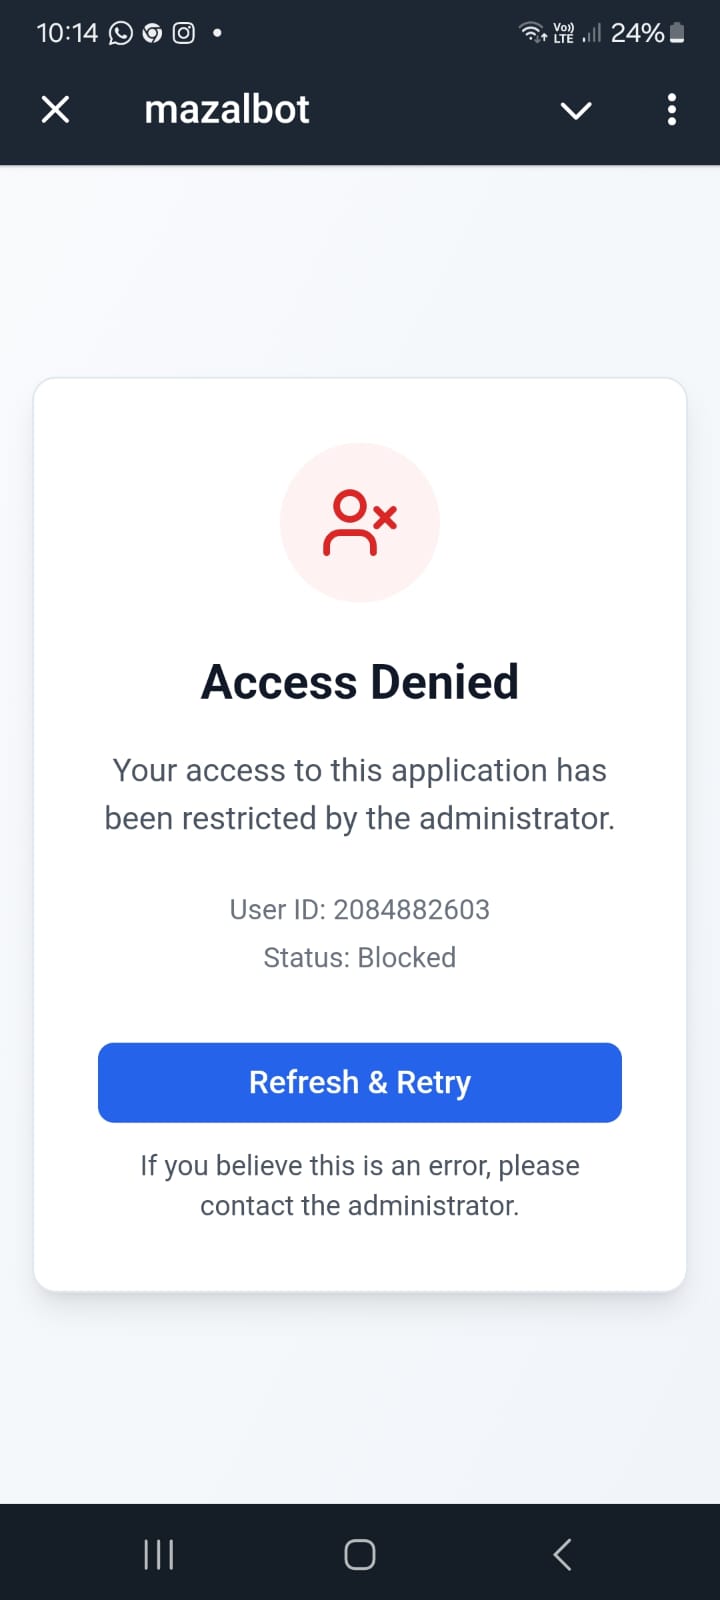 10:14
Vo))
LTE
24%
mazalbot
Access Denied
Your access to this application has
been restricted by the administrator.
User ID: 2084882603
Status: Blocked
Refresh & Retry
If you believe this is an error, please
contact the administrator.